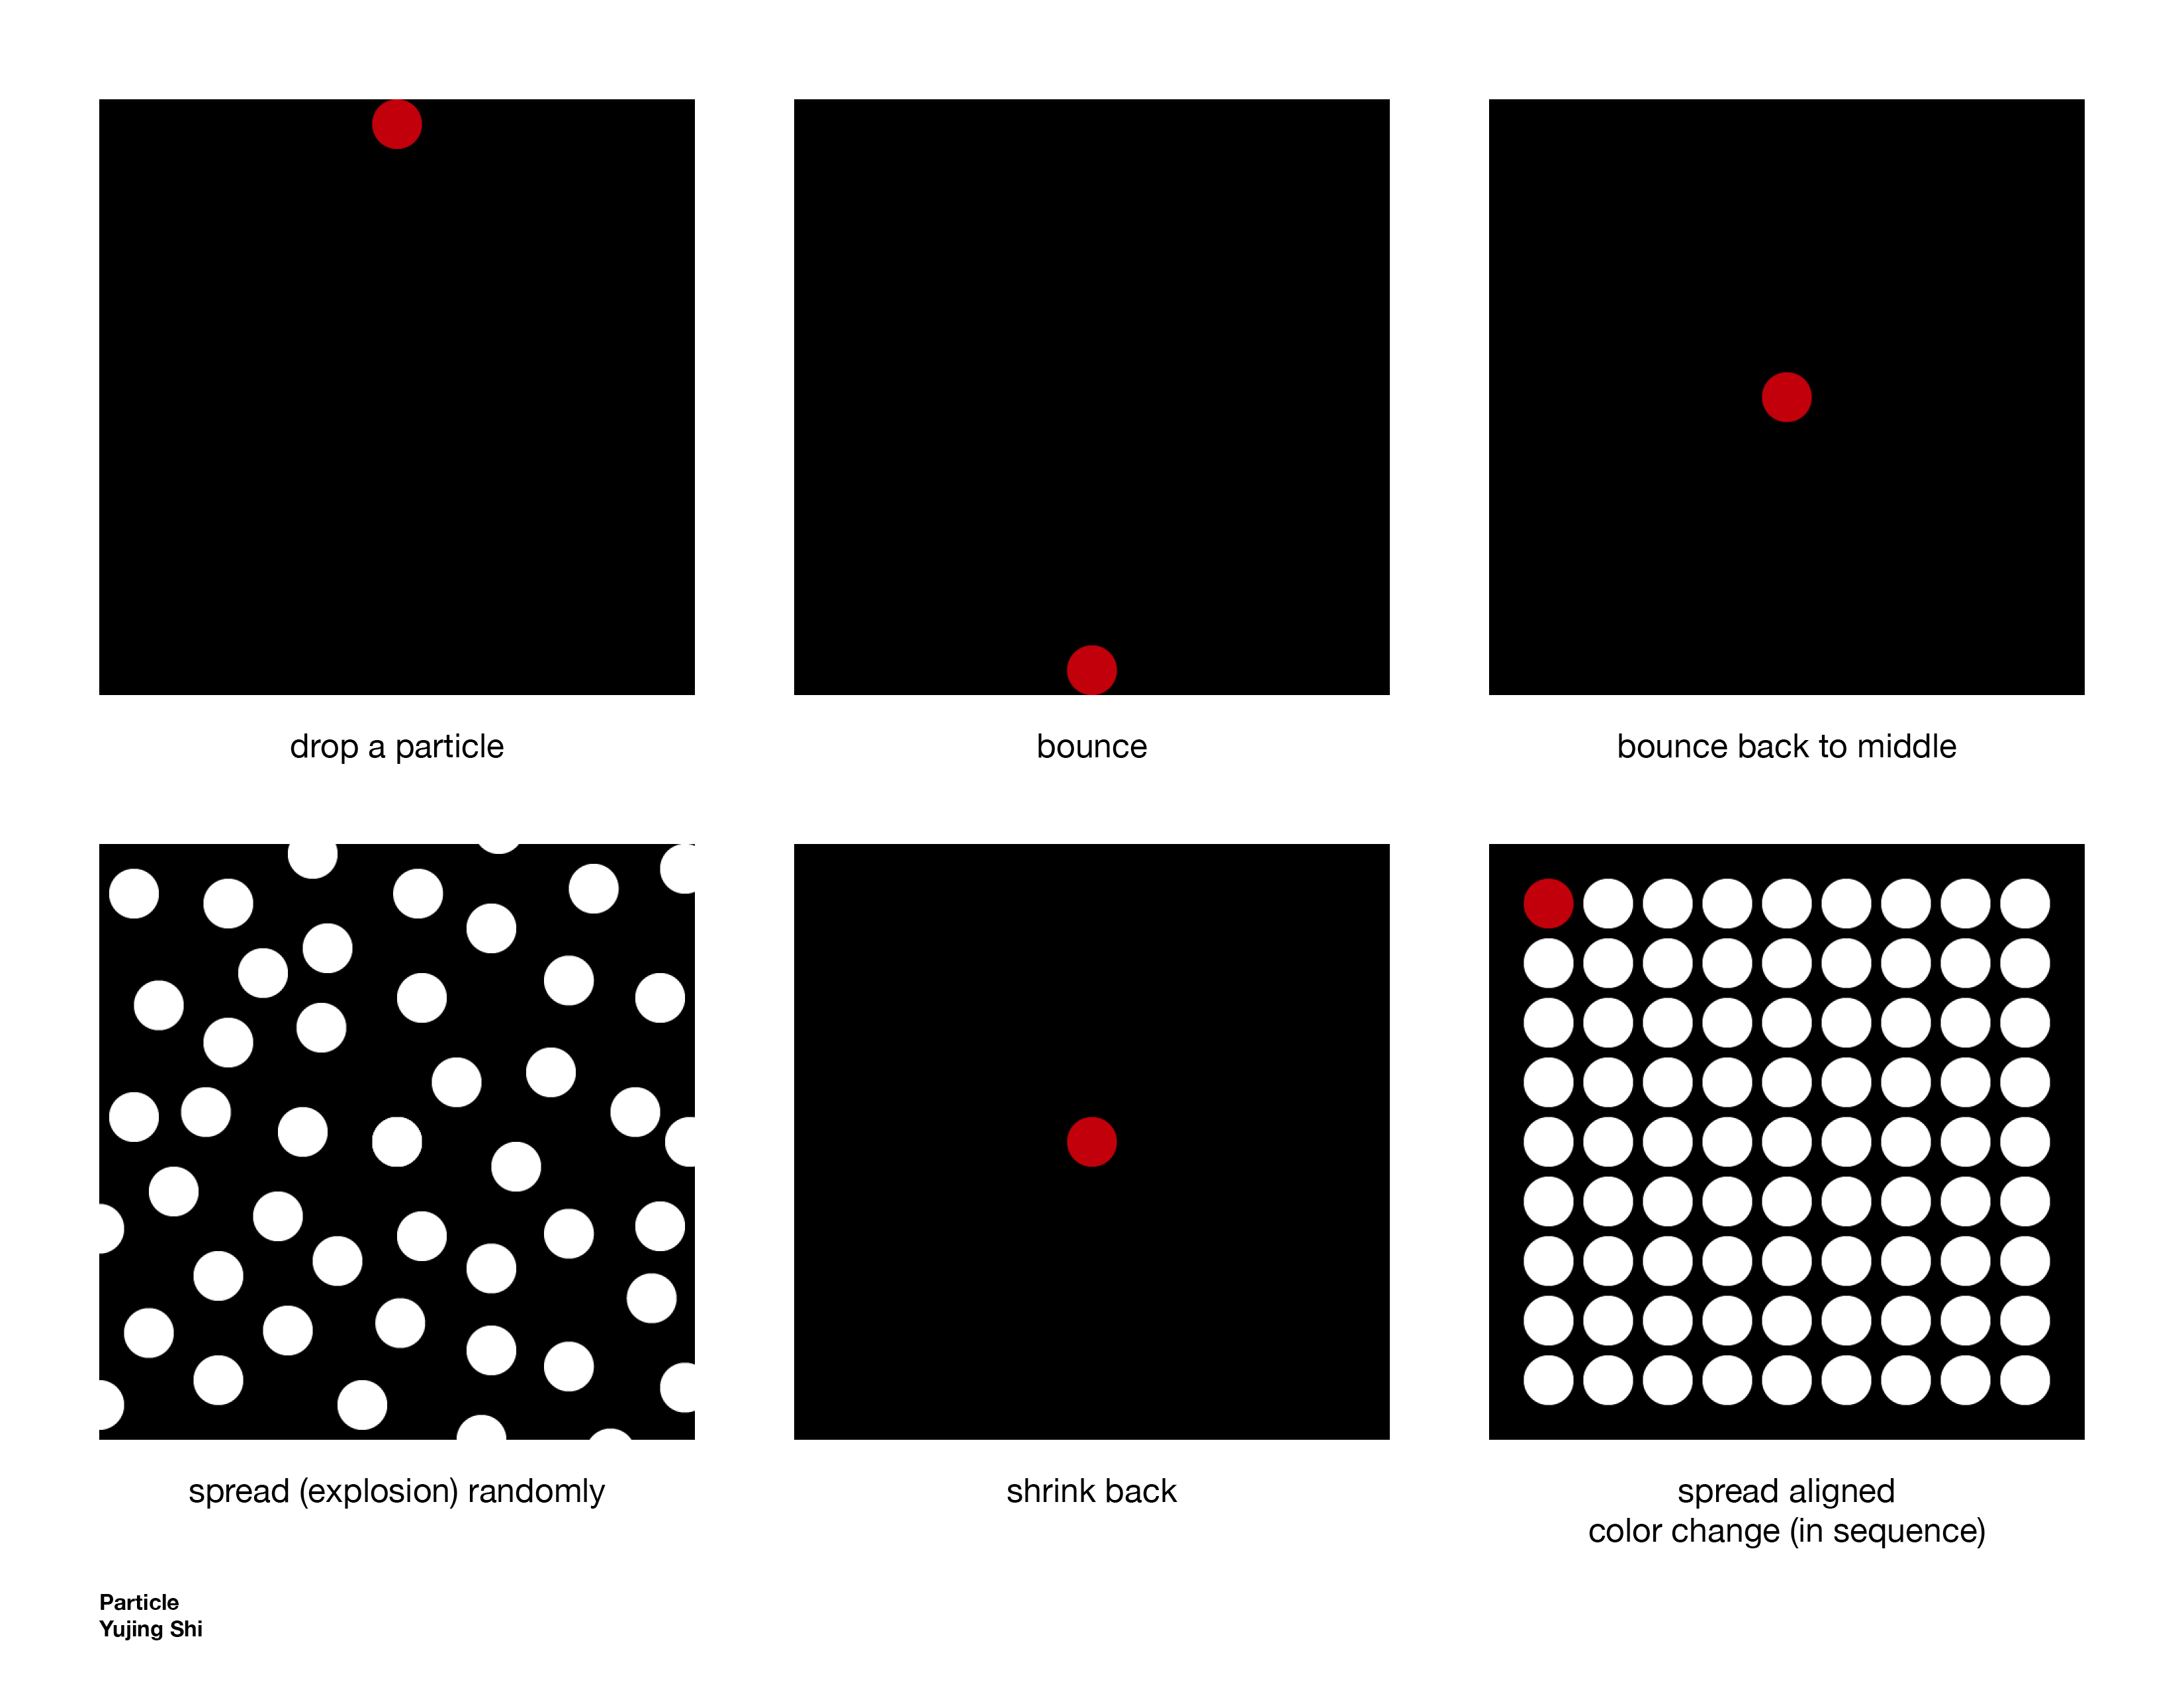 drop a particle
bounce
bounce back to middle
spread (explosion) randomly
shrink back
spread aligned
color change (in sequence)
Particle
Yujing Shi